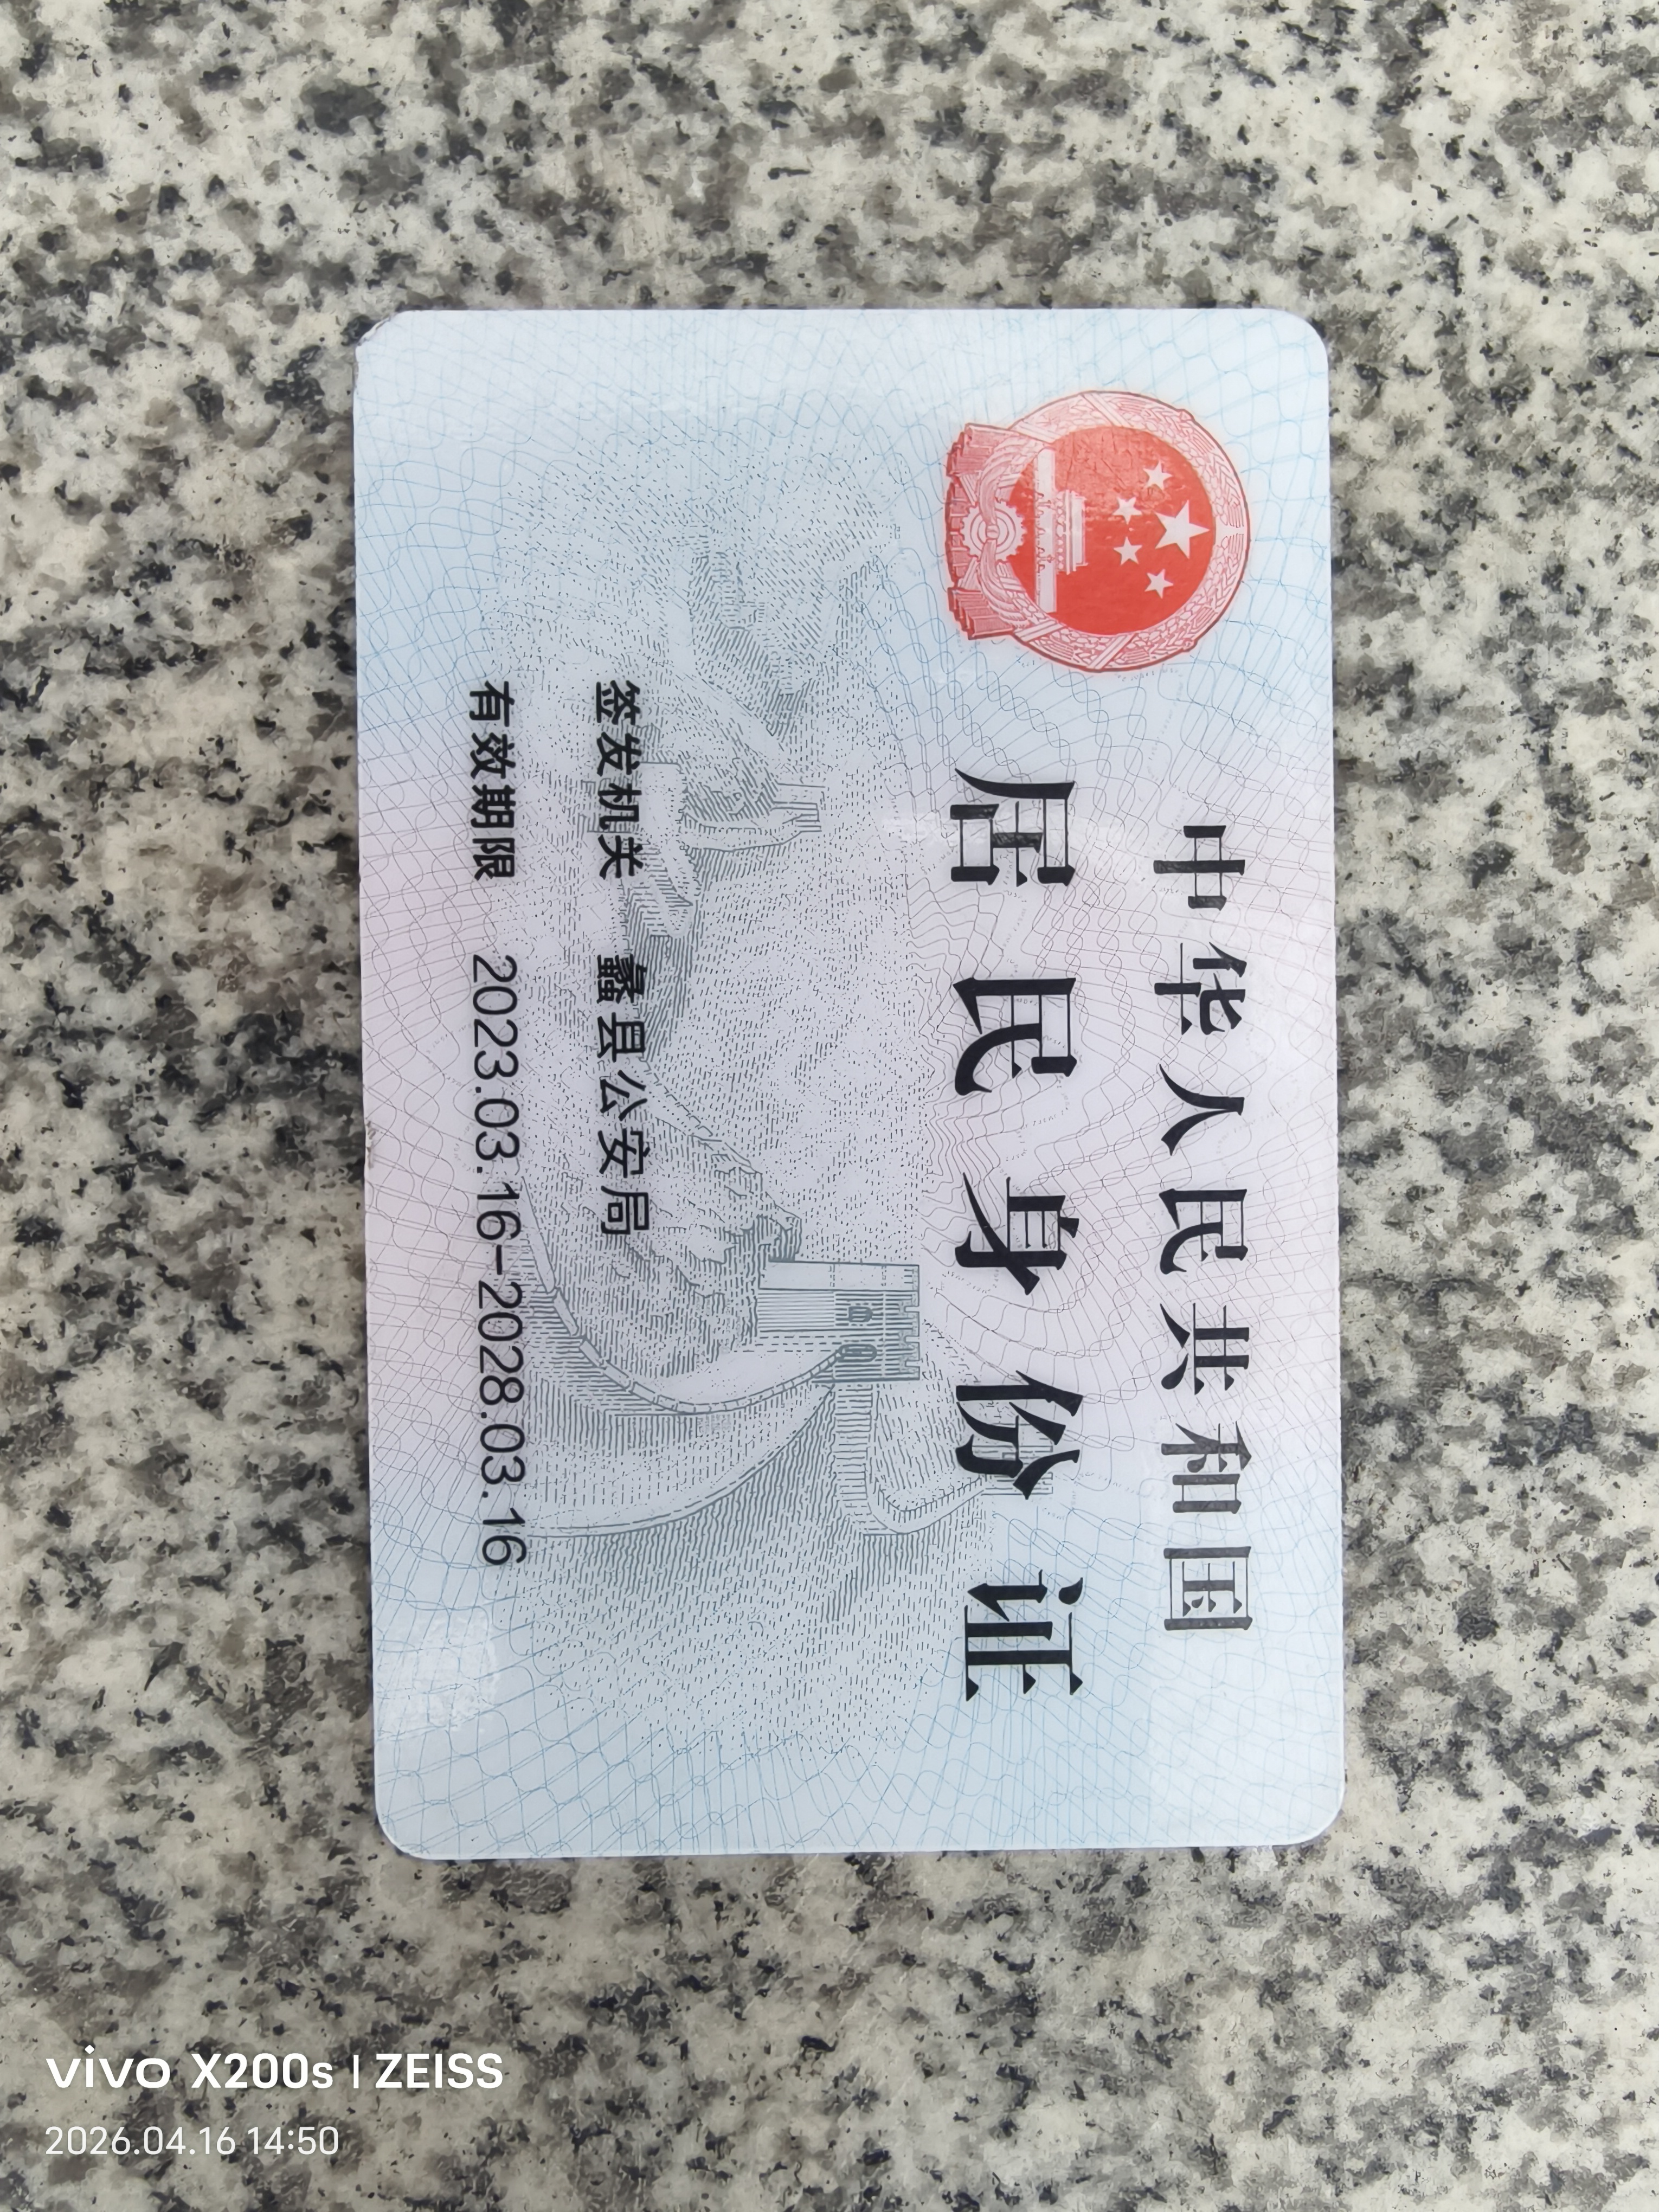 中华人民共和国
居民身份证
签发机关 蠡县公安局
有效期限 2023.03.16-2028.03.16
vivo X200s | ZEISS
2026.04.16 14:50